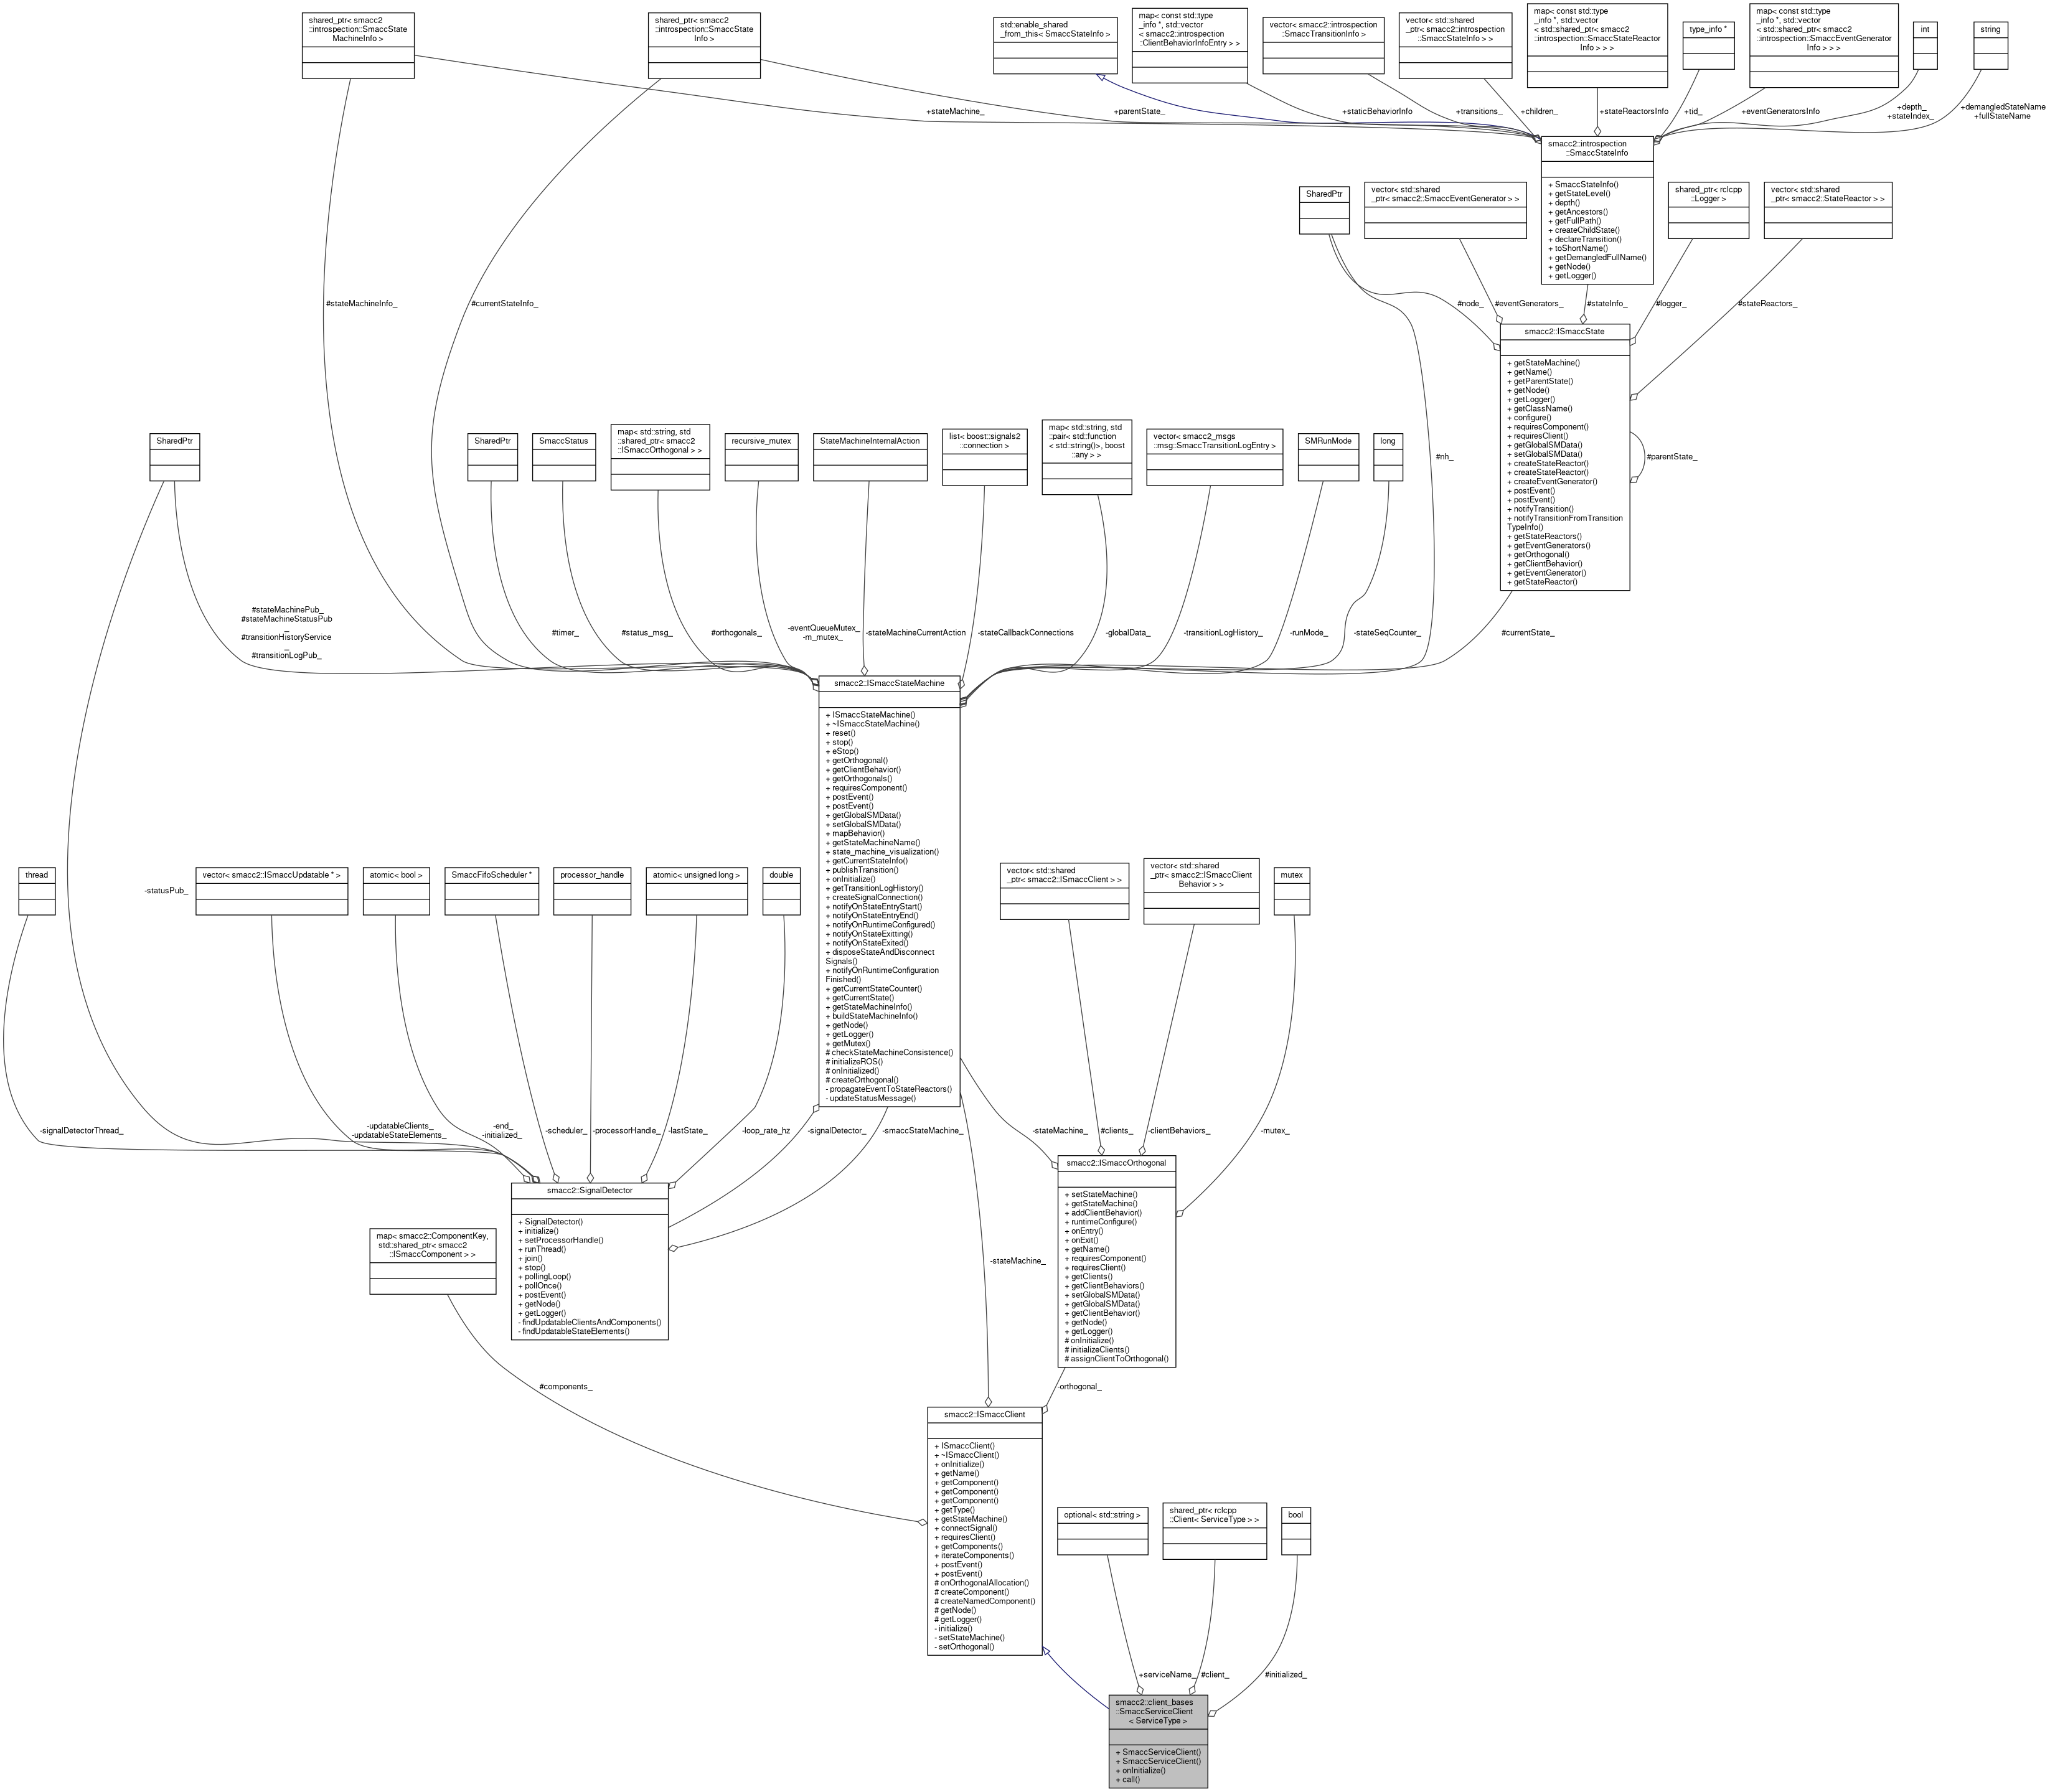 shared_ptr< smacc2
::introspection::SmaccState
MachineInfo >
shared_ptr< smacc2
::introspection::SmaccState
Info >
std::enable_shared
_from_this< SmaccStateInfo >
map< const std::type
_info *, std::vector
< smacc2::introspection
::ClientBehaviorInfoEntry > >
vector< smacc2::introspection
::SmaccTransitionInfo >
vector< std::shared
_ptr< smacc2::introspection
::SmaccStateInfo > >
map< const std::type
_info *, std::vector
< std::shared_ptr< smacc2
::introspection::SmaccStateReactor
Info > > >
type_info *
map< const std::type
_info *, std::vector
< std::shared_ptr< smacc2
::introspection::SmaccEventGenerator
Info > > >
int
string
+stateMachine_
+parentState_
+staticBehaviorInfo
+transitions_
+children_
+stateReactorsInfo
+tid_
+eventGeneratorsInfo
+depth_
+stateIndex_
+demangledStateName
+fullStateName
smacc2::introspection
::SmaccStateInfo
+ SmaccStateInfo()
+ getStateLevel()
+ depth()
+ getAncestors()
+ getFullPath()
+ createChildState()
+ declareTransition()
+ toShortName()
+ getDemangledFullName()
+ getNode()
+ getLogger()
SharedPtr
vector< std::shared
_ptr< smacc2::SmaccEventGenerator > >
shared_ptr< rclcpp
::Logger >
vector< std::shared
_ptr< smacc2::StateReactor > >
#stateMachineInfo_
#currentStateInfo_
#node_
#eventGenerators_
#stateInfo_
#logger_
#stateReactors_
smacc2::ISmaccState
+ getStateMachine()
+ getName()
+ getParentState()
+ getNode()
+ getLogger()
+ getClassName()
+ configure()
+ requiresComponent()
+ requiresClient()
+ getGlobalSMData()
+ setGlobalSMData()
+ createStateReactor()
+ createStateReactor()
+ createEventGenerator()
+ postEvent()
+ postEvent()
+ notifyTransition()
+ notifyTransitionFromTransition
TypeInfo()
+ getStateReactors()
+ getEventGenerators()
+ getOrthogonal()
+ getClientBehavior()
+ getEventGenerator()
+ getStateReactor()
#parentState_
#nh_
SharedPtr
SharedPtr
SmaccStatus
map< std::string, std
::shared_ptr< smacc2
::ISmaccOrthogonal > >
recursive_mutex
StateMachineInternalAction
list< boost::signals2
::connection >
map< std::string, std
::pair< std::function
< std::string()>, boost
::any > >
vector< smacc2_msgs
::msg::SmaccTransitionLogEntry >
SMRunMode
long
#stateMachinePub_
#stateMachineStatusPub
_
#transitionHistoryService
_
#transitionLogPub_
#timer_
#status_msg_
#orthogonals_
-eventQueueMutex_
-m_mutex_
-stateMachineCurrentAction
-stateCallbackConnections
-globalData_
-transitionLogHistory_
-runMode_
-stateSeqCounter_
#currentState_
smacc2::ISmaccStateMachine
+ ISmaccStateMachine()
+ ~ISmaccStateMachine()
+ reset()
+ stop()
+ eStop()
+ getOrthogonal()
+ getClientBehavior()
+ getOrthogonals()
+ requiresComponent()
+ postEvent()
+ postEvent()
+ getGlobalSMData()
+ setGlobalSMData()
+ mapBehavior()
+ getStateMachineName()
+ state_machine_visualization()
+ getCurrentStateInfo()
+ publishTransition()
+ onInitialize()
+ getTransitionLogHistory()
+ createSignalConnection()
+ notifyOnStateEntryStart()
+ notifyOnStateEntryEnd()
+ notifyOnRuntimeConfigured()
+ notifyOnStateExitting()
+ notifyOnStateExited()
+ disposeStateAndDisconnect
Signals()
+ notifyOnRuntimeConfiguration
Finished()
+ getCurrentStateCounter()
+ getCurrentState()
+ getStateMachineInfo()
+ buildStateMachineInfo()
+ getNode()
+ getLogger()
+ getMutex()
# checkStateMachineConsistence()
# initializeROS()
# onInitialized()
# createOrthogonal()
- propagateEventToStateReactors()
- updateStatusMessage()
thread
-statusPub_
vector< smacc2::ISmaccUpdatable * >
atomic< bool >
SmaccFifoScheduler *
processor_handle
atomic< unsigned long >
double
vector< std::shared
_ptr< smacc2::ISmaccClient > >
vector< std::shared
_ptr< smacc2::ISmaccClient
Behavior > >
mutex
-signalDetectorThread_
-updatableClients_
-updatableStateElements_
-end_
-initialized_
-scheduler_
-processorHandle_
-lastState_
-loop_rate_hz
-signalDetector_
-smaccStateMachine_
-stateMachine_
#clients_
-clientBehaviors_
-mutex_
smacc2::SignalDetector
+ SignalDetector()
+ initialize()
+ setProcessorHandle()
+ runThread()
+ join()
+ stop()
+ pollingLoop()
+ pollOnce()
+ postEvent()
+ getNode()
+ getLogger()
- findUpdatableClientsAndComponents()
- findUpdatableStateElements()
smacc2::ISmaccOrthogonal
+ setStateMachine()
+ getStateMachine()
+ addClientBehavior()
+ runtimeConfigure()
+ onEntry()
+ onExit()
+ getName()
+ requiresComponent()
+ requiresClient()
+ getClients()
+ getClientBehaviors()
+ setGlobalSMData()
+ getGlobalSMData()
+ getClientBehavior()
+ getNode()
+ getLogger()
# onInitialize()
# initializeClients()
# assignClientToOrthogonal()
map< smacc2::ComponentKey,
std::shared_ptr< smacc2
::ISmaccComponent > >
-stateMachine_
#components_
-orthogonal_
smacc2::ISmaccClient
+ ISmaccClient()
+ ~ISmaccClient()
+ onInitialize()
+ getName()
+ getComponent()
+ getComponent()
+ getComponent()
+ getType()
+ getStateMachine()
+ connectSignal()
+ requiresClient()
+ getComponents()
+ iterateComponents()
+ postEvent()
+ postEvent()
# onOrthogonalAllocation()
# createComponent()
# createNamedComponent()
# getNode()
# getLogger()
- initialize()
- setStateMachine()
- setOrthogonal()
optional< std::string >
shared_ptr< rclcpp
::Client< ServiceType > >
bool
+serviceName_
#client_
#initialized_
smacc2::client_bases
::SmaccServiceClient
< ServiceType >
+ SmaccServiceClient()
+ SmaccServiceClient()
+ onInitialize()
+ call()